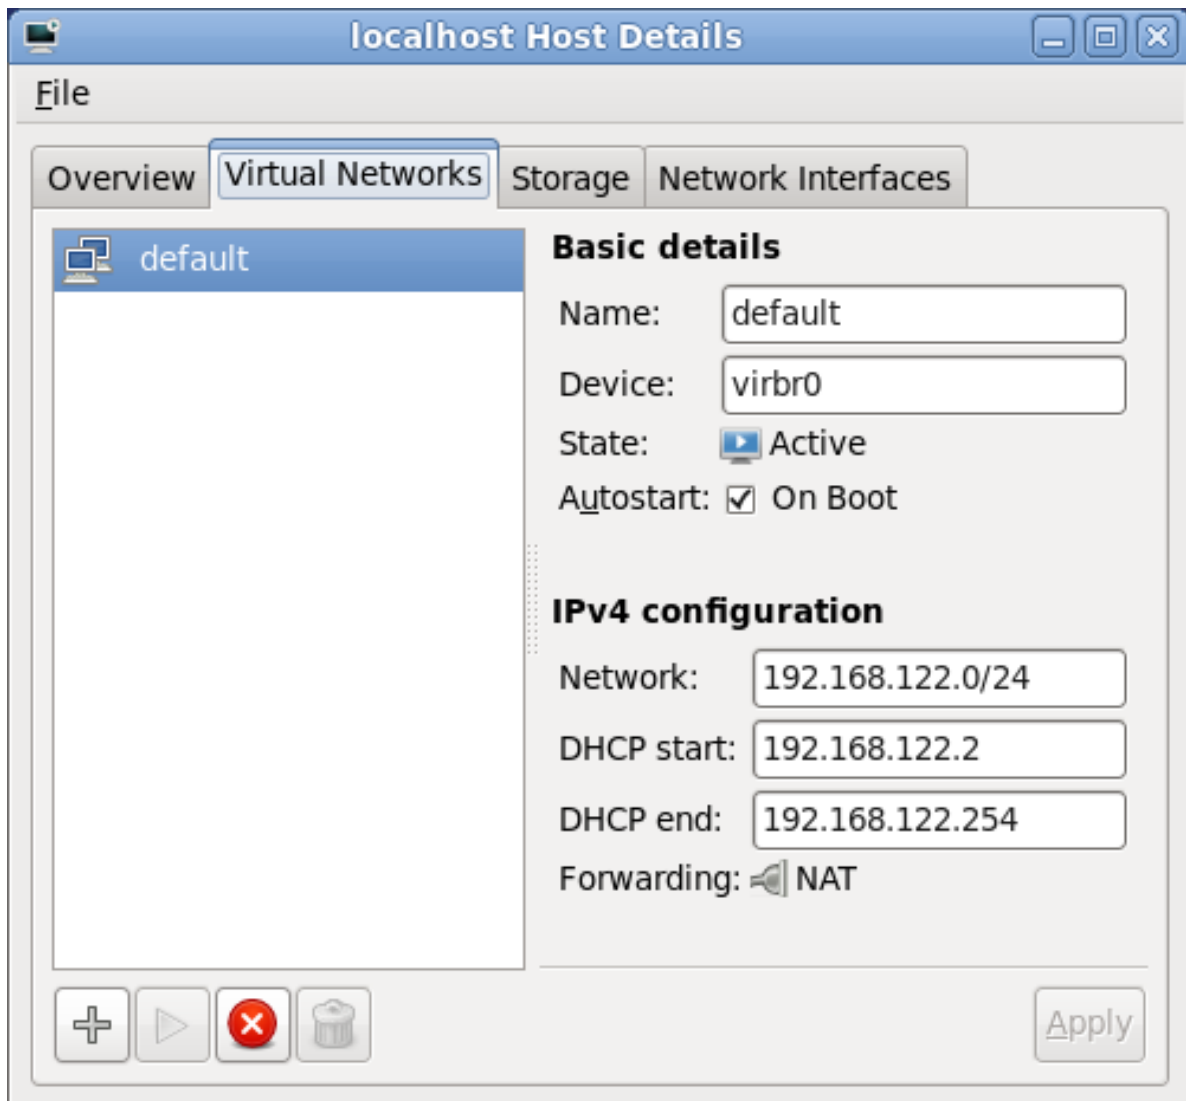 localhost Host Details
File
Overview Virtual Networks Storage Network Interfaces
default
Basic details
Name: default
Device: virbr0
State: Active
Autostart: On Boot
IPv4 configuration
Network: 192.168.122.0/24
DHCP start: 192.168.122.2
DHCP end: 192.168.122.254
Forwarding: NAT
Apply